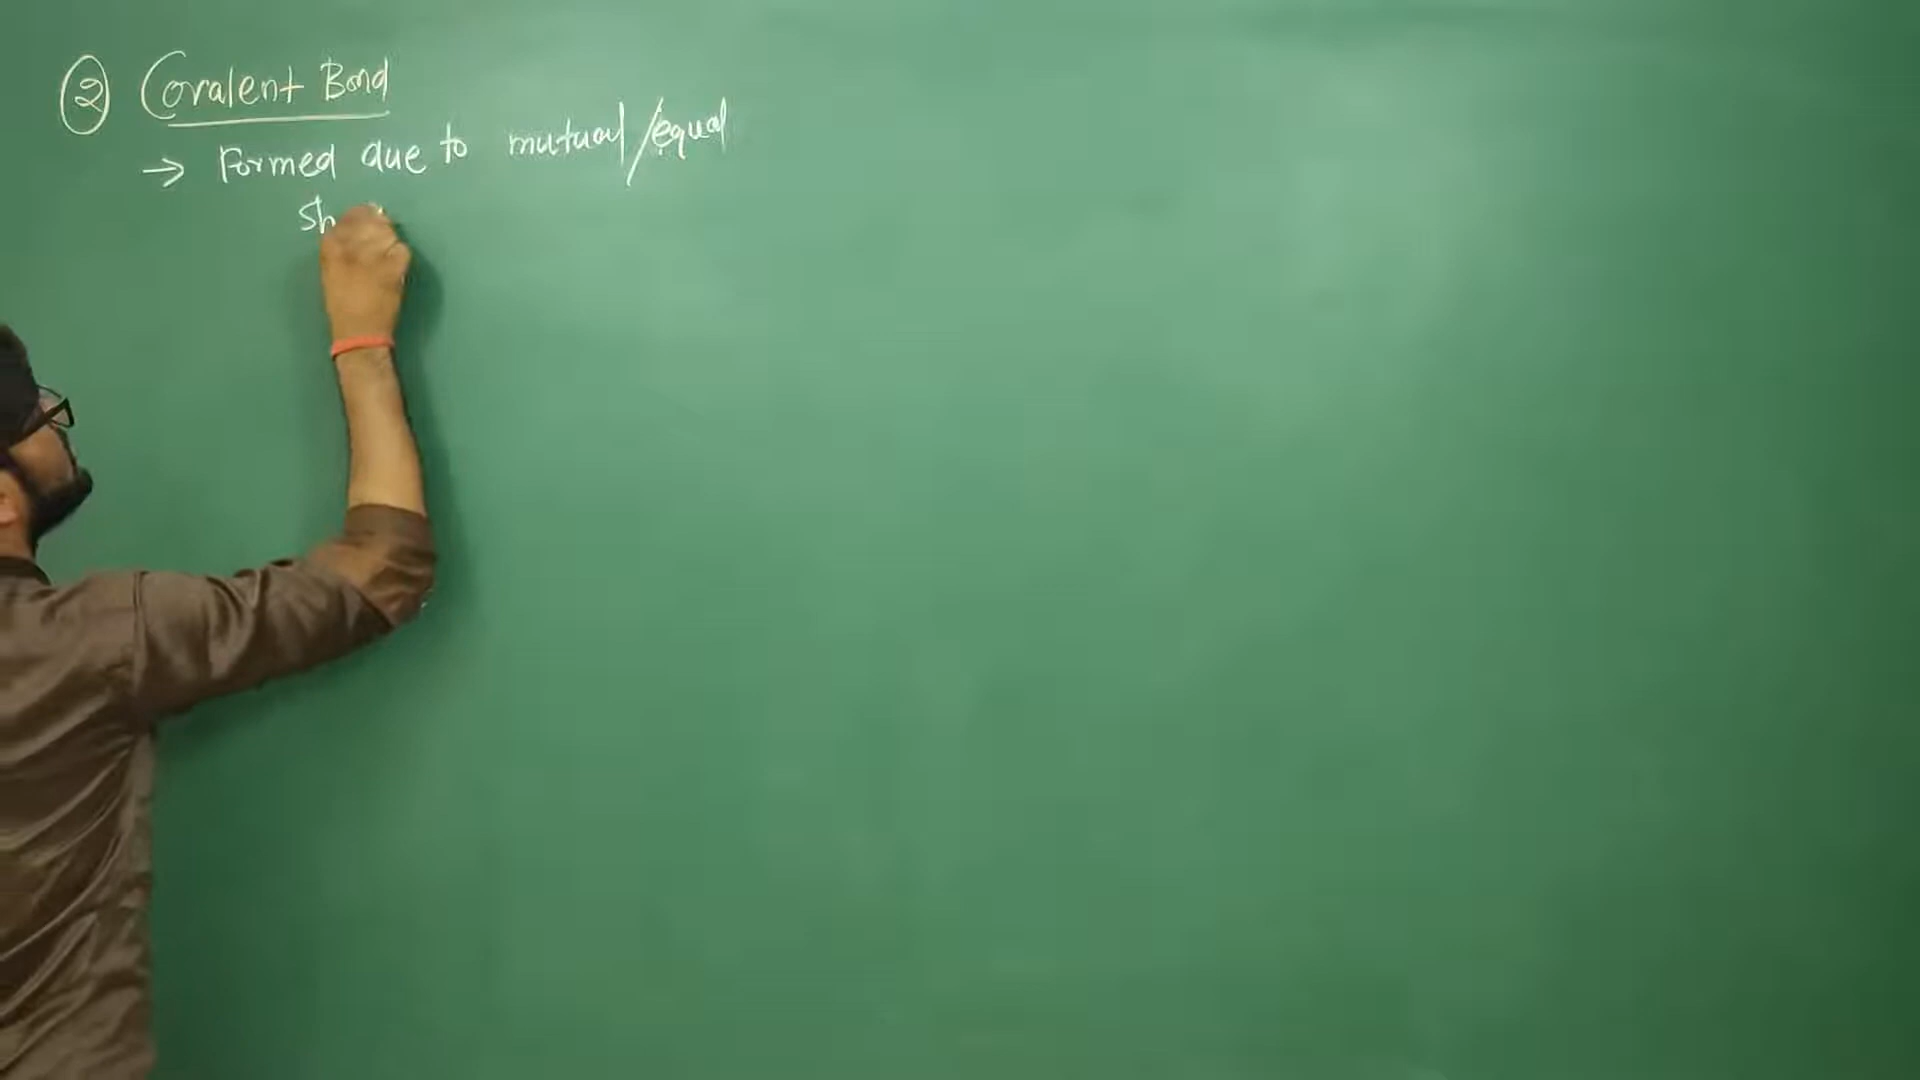 ② Covalent Bond
→ Formed due to mutual/equal
Sh